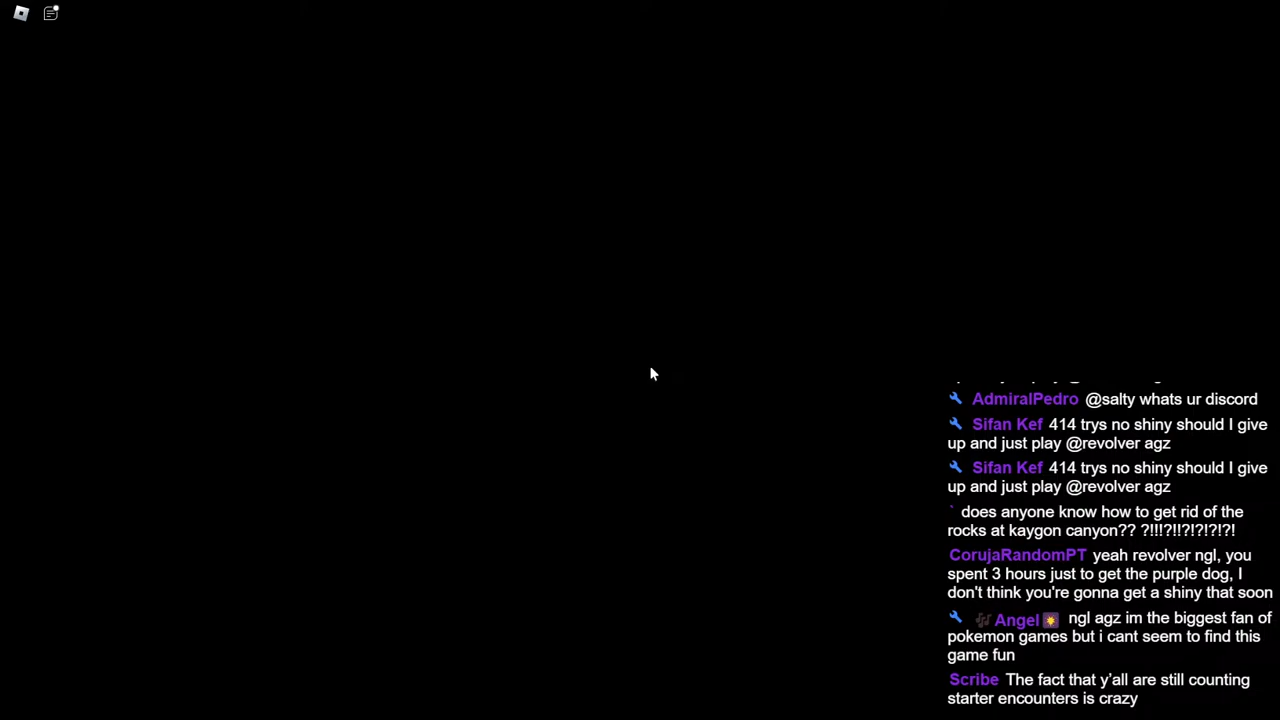 AdmiralPedro @salty whats ur discord
Sifan Kef 414 trys no shiny should I give
up and just play @revolver agz
Sifan Kef 414 trys no shiny should I give
up and just play @revolver agz
` does anyone know how to get rid of the
rocks at kaygon canyon?? ?!!!?!!?!?!?!?!
CorujaRandomPT yeah revolver ngl, you
spent 3 hours just to get the purple dog, I
don't think you're gonna get a shiny that soon
🎶Angel🎇 ngl agz im the biggest fan of
pokemon games but i cant seem to find this
game fun
Scribe The fact that y'all are still counting
starter encounters is crazy